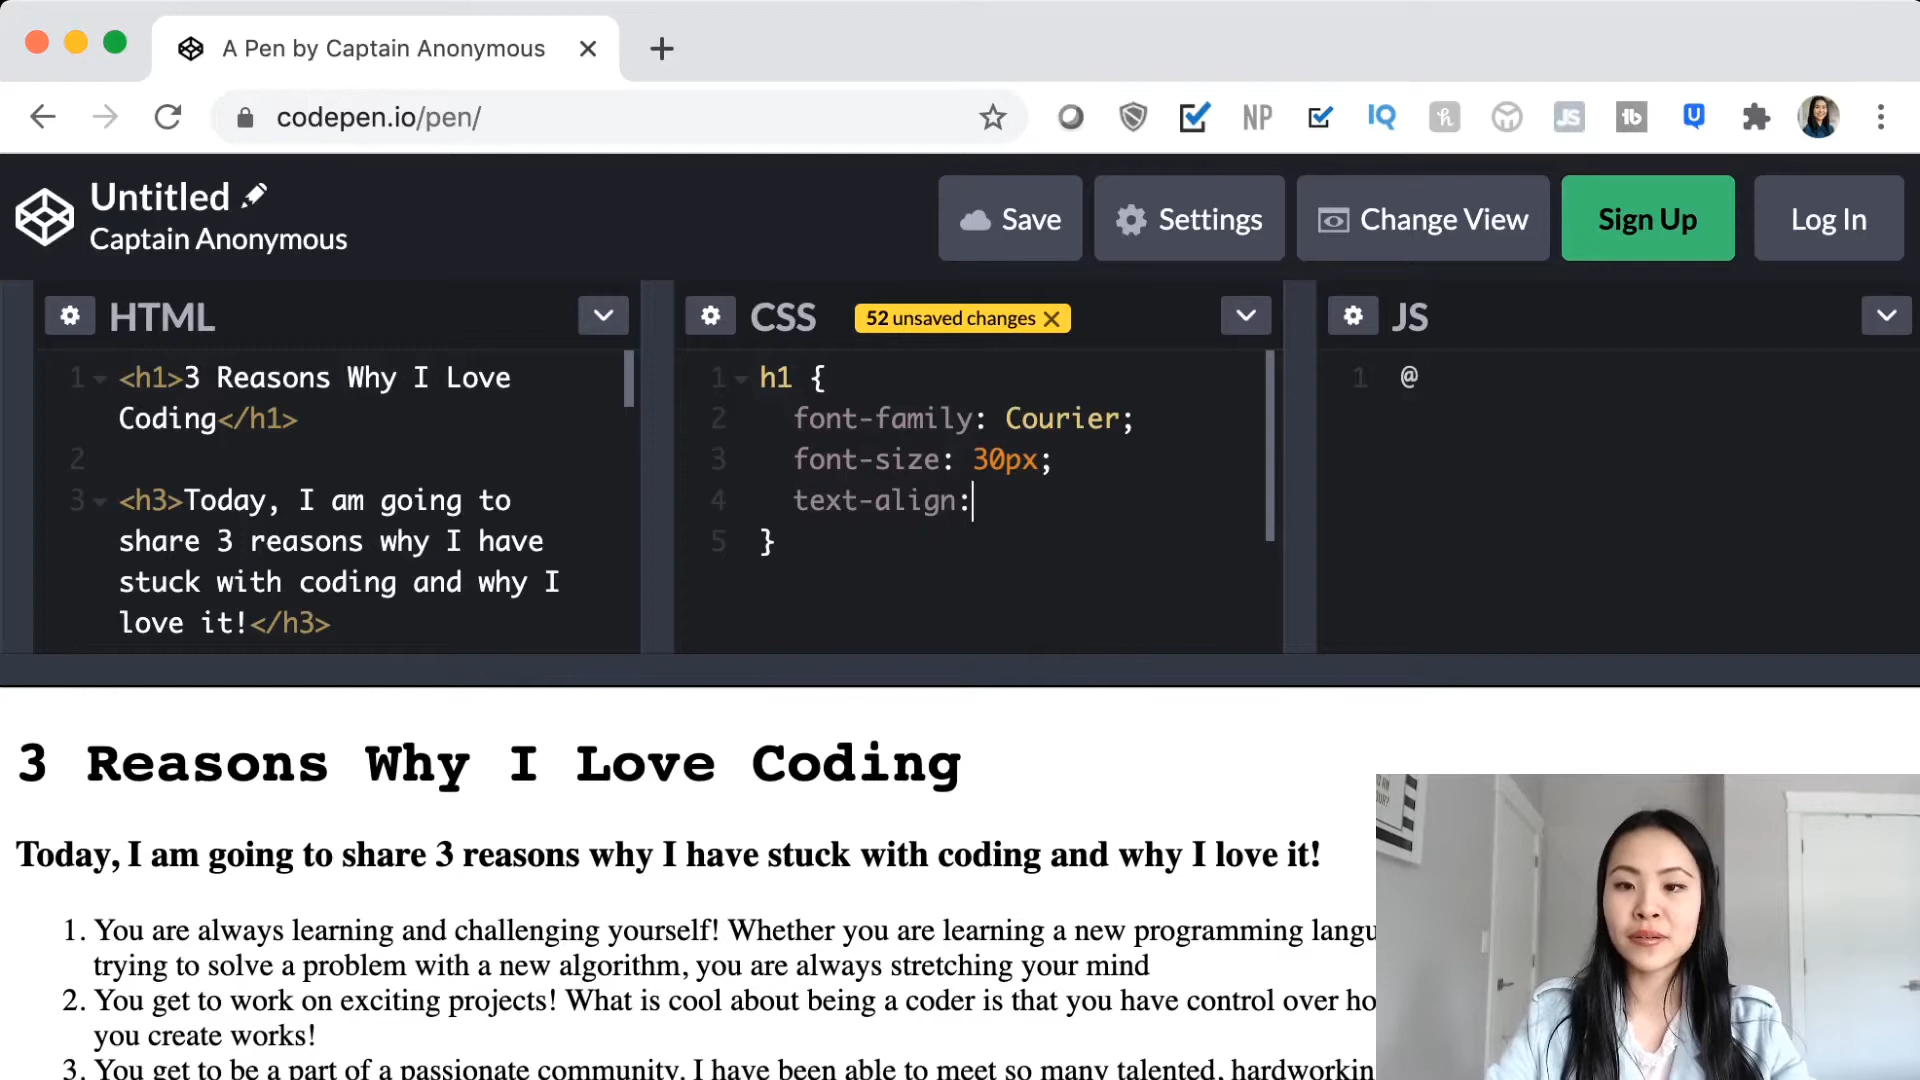 A Pen by Captain Anonymous
codepen.io/pen/
NP
IQ
JS
Untitled
Captain Anonymous
Save
Settings
Change View
Sign Up
Log In
HTML
CSS
52 unsaved changes
JS
1 <h1>3 Reasons Why I Love
Coding</h1>
2
3 <h3>Today, I am going to
share 3 reasons why I have
stuck with coding and why I
love it!</h3>
1 h1 {
2 font-family: Courier;
3 font-size: 30px;
4 text-align:
5 }
1 @
3 Reasons Why I Love Coding
Today, I am going to share 3 reasons why I have stuck with coding and why I love it!
1. You are always learning and challenging yourself! Whether you are learning a new programming langu
trying to solve a problem with a new algorithm, you are always stretching your mind
2. You get to work on exciting projects! What is cool about being a coder is that you have control over ho
you create works!
3. You get to be a part of a passionate community. I have been able to meet so many talented, hardworkin